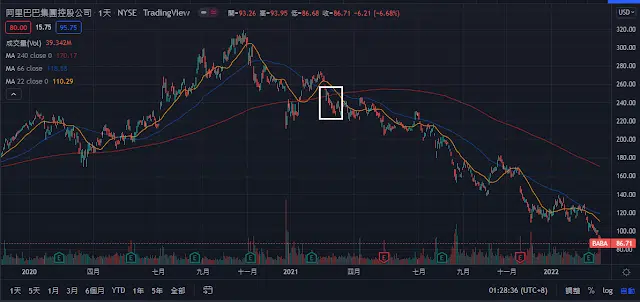 阿里巴巴集團控股公司 · 1天 · NYSE · TradingView 開=93.26 高=93.95 低=86.68 收=86.71 -6.21 (-6.68%) USD
80.00 15.75 95.75
成交量(Vol) 39.342M
MA 240 close 0 170.17
MA 66 close 0
MA 22 close 0 110.29
320.00
300.00
280.00
260.00
240.00
220.00
200.00
180.00
160.00
140.00
120.00
100.00
BABA 86.71
80.00
E E E E E E E E E
2020 四月 七月 九月 十一月 2021 四月 七月 九月 十一月 2022
1天 5天 1月 3月 6個月 YTD 1年 5年 全部 01:28:36 (UTC+8) 調整 % log 自動